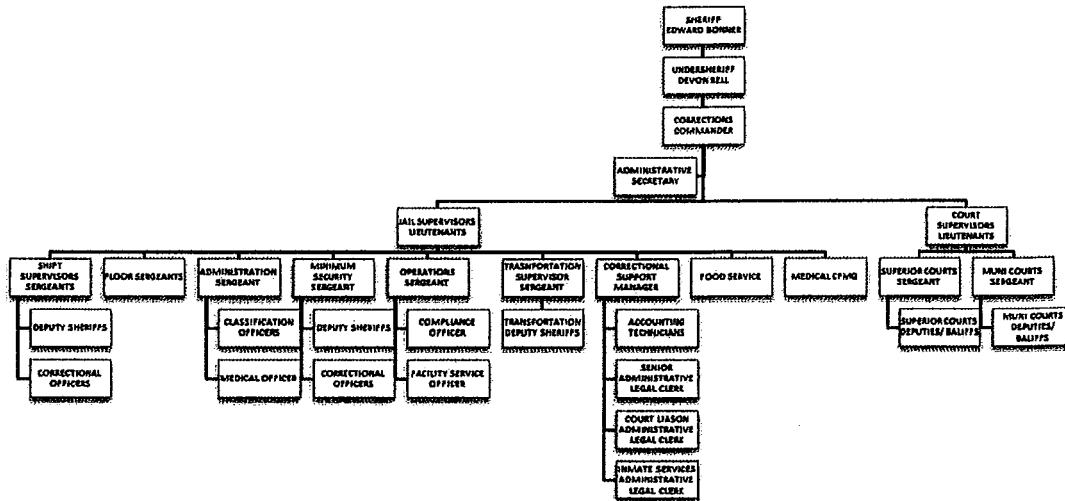 SHERIFF
EDWARD BONNER
UNDERSHERIFF
DEVON BELL
CORRECTIONS
COMMANDER
ADMINISTRATIVE
SECRETARY
JAIL SUPERVISORS
LIEUTENANTS
COURT
SUPERVISORS
LIEUTENANTS
SHIFT
SUPERVISORS
SERGEANTS
FLOOR SERGEANTS
ADMINISTRATION
SERGEANT
MINIMUM
SECURITY
SERGEANT
OPERATIONS
SERGEANT
TRASNPORTATION
SUPERVISOR
SERGEANT
CORRECTIONAL
SUPPORT
MANAGER
FOOD SERVICE
MEDICAL CFMG
SUPERIOR COURTS
SERGEANT
MUNI COURTS
SERGEANT
DEPUTY SHERIFFS
CLASSIFICATION
OFFICERS
DEPUTY SHERIFFS
COMPLIANCE
OFFICER
TRANSPORTATION
DEPUTY SHERIFFS
ACCOUNTING
TECHNICIANS
SUPERIOR COURTS
DEPUTIES/ BALIFFS
MUNI COURTS
DEPUTIES/
BALIFFS
CORRECTIONAL
OFFICERS
MEDICAL OFFICER
CORRECTIONAL
OFFICERS
FACILITY SERVICE
OFFICER
SENIOR
ADMINISTRATIVE
LEGAL CLERK
COURT LIASON
ADMINISTRATIVE
LEGAL CLERK
INMATE SERVICES
ADMINISTRATIVE
LEGAL CLERK